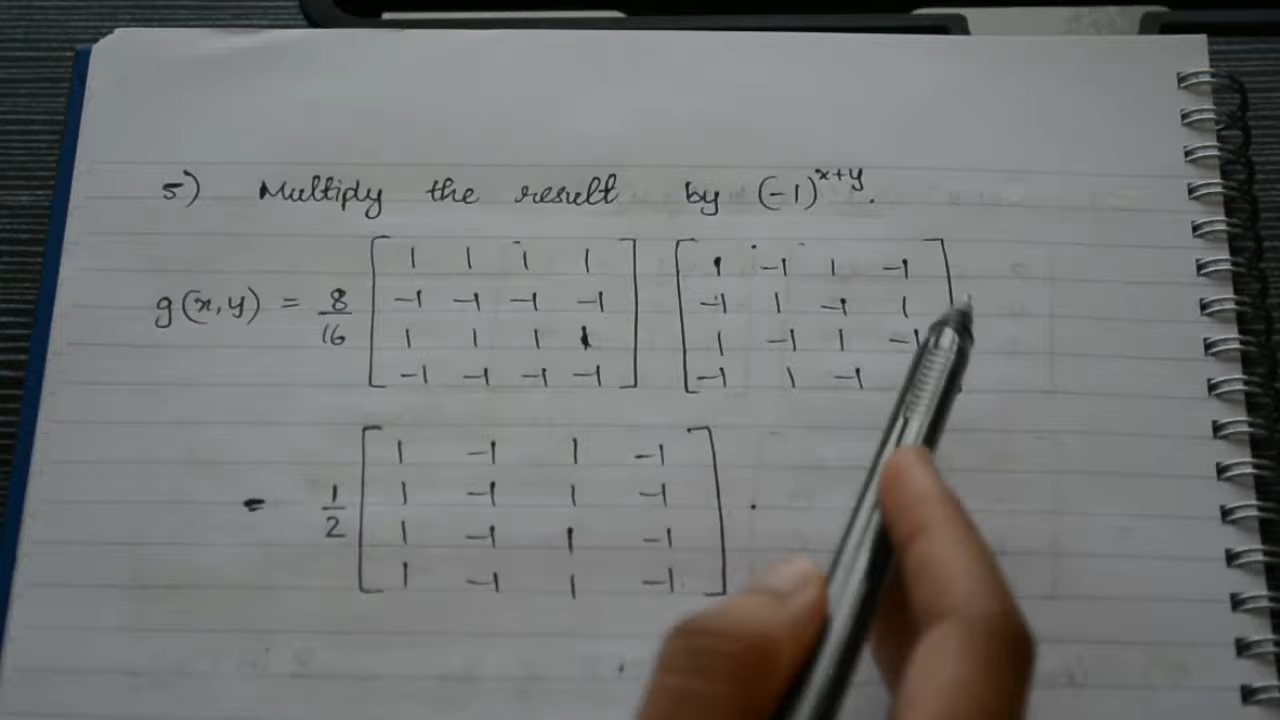 5) Multiply the result by (-1)^x+y.
1 1 1 1 1 -1 1 -1
g(x,y) = 8/16 -1 -1 -1 -1 -1 1 -1 1
1 1 1 1 1 -1 1 -1
-1 -1 -1 -1 -1 1 -1
1 -1 1 -1
= 1/2 1 -1 1 -1
1 -1 1 -1
1 -1 1 -1